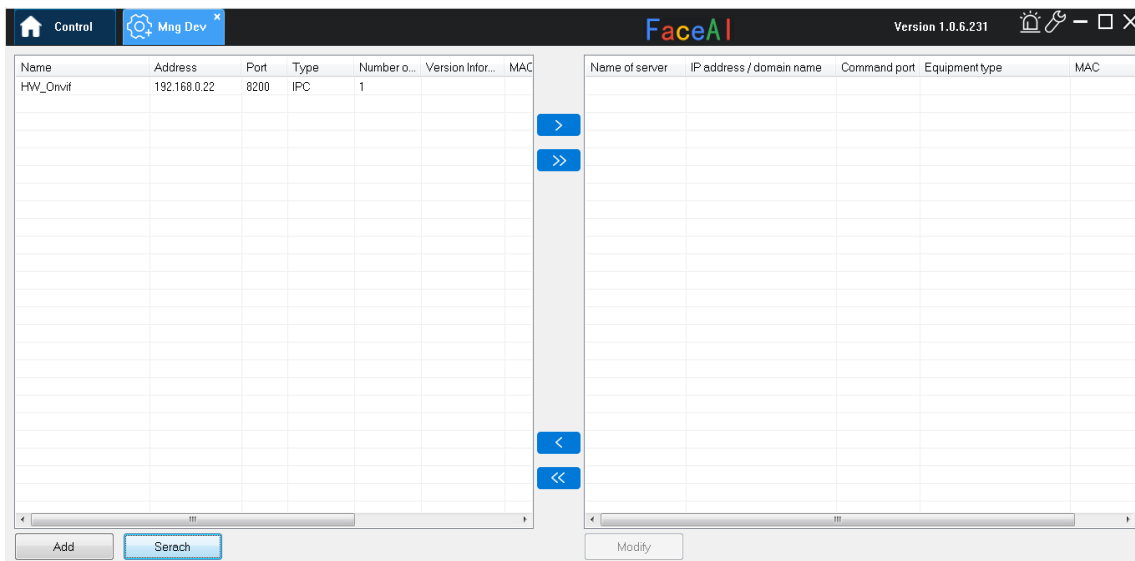 Control
Mng Dev
FaceAI
Version 1.0.6.231
Name Address Port Type Number o... Version Infor... MAC
HW_Onvif 192.168.0.22 8200 IPC 1
Name of server IP address / domain name Command port Equipment type MAC
>
>>
<
<<
Add
Serach
Modify